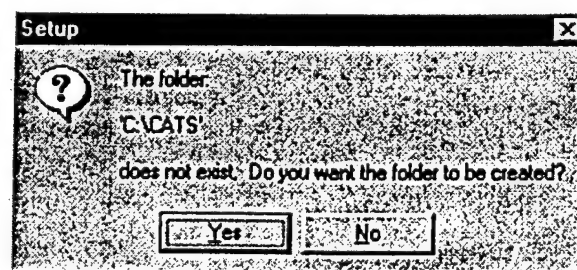 Setup
The folder:
'C:\CATS'
does not exist. Do you want the folder to be created?
Yes
No